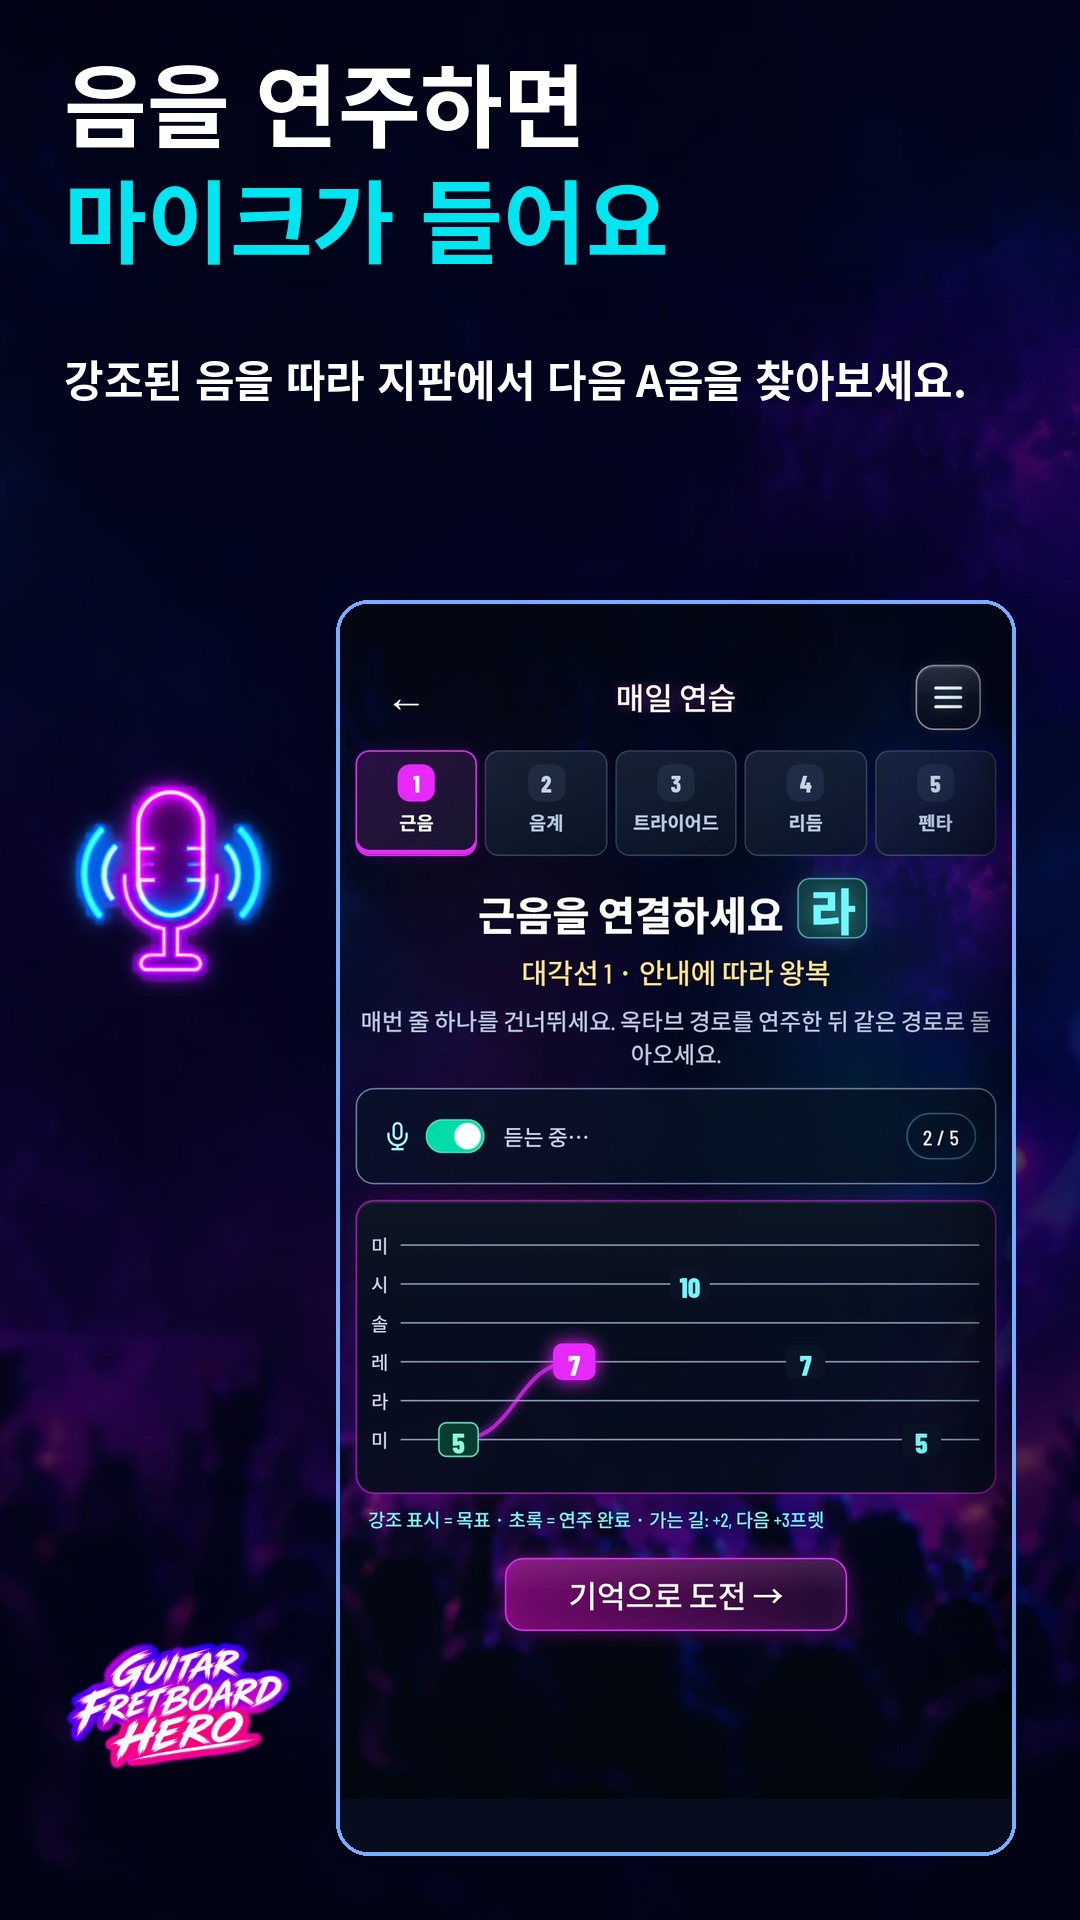 음을 연주하면
마이크가 들어요
강조된 음을 따라 지판에서 다음 A음을 찾아보세요.
← 매일 연습
1 2 3 4 5
근음 음계 트라이어드 리듬 펜타
근음을 연결하세요 라
대각선 1 · 안내에 따라 왕복
매번 줄 하나를 건너뛰세요. 옥타브 경로를 연주한 뒤 같은 경로로 돌
아오세요.
듣는 중… 2 / 5
미
시 10
솔
레 7 7
라
미 5 5
강조 표시 = 목표 · 초록 = 연주 완료 · 가는 길: +2, 다음 +3프렛
기억으로 도전 →
GUITAR
FRETBOARD
HERO